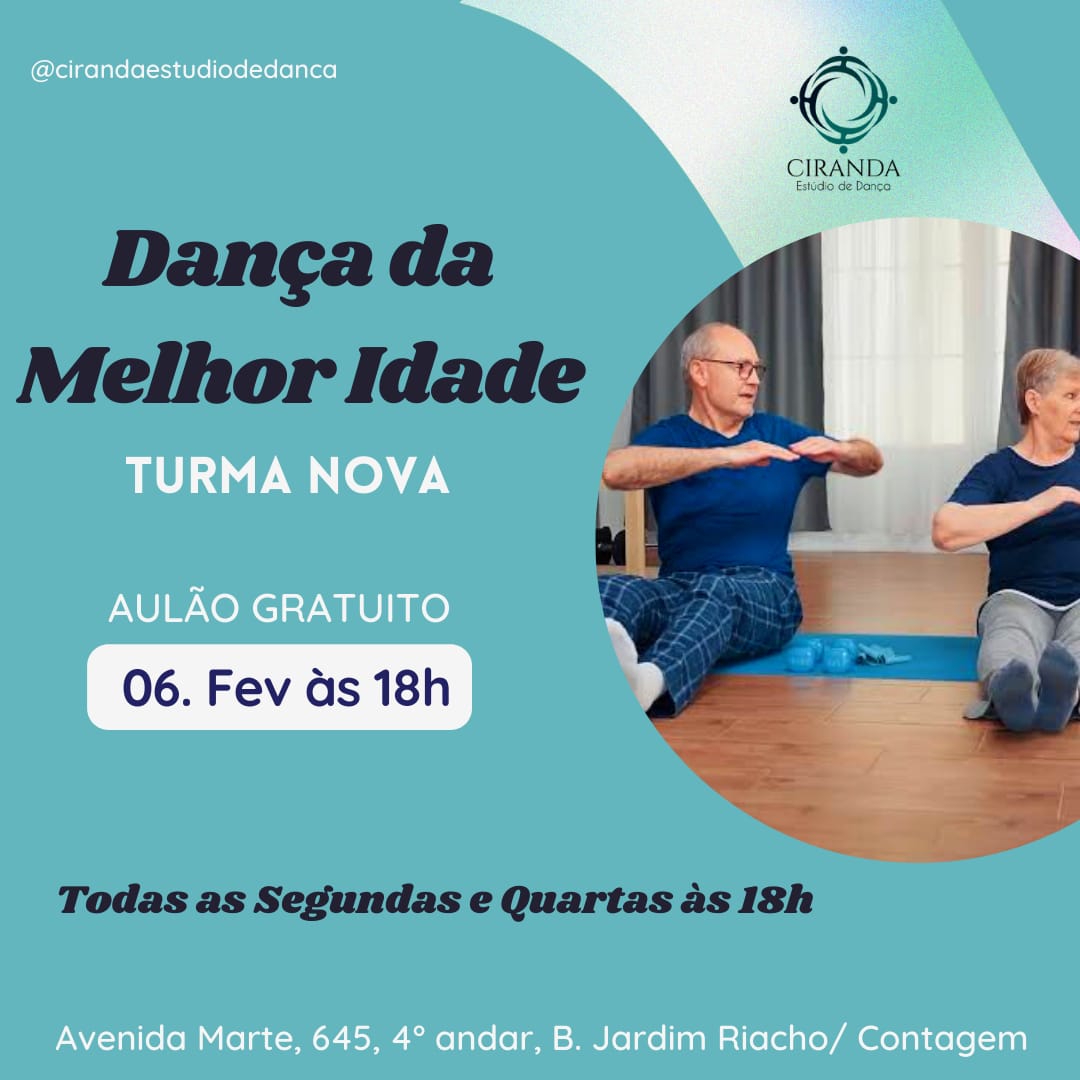 @cirandaestudiodedanca
CIRANDA
Estúdio de Dança
Dança da
Melhor Idade
TURMA NOVA
AULÃO GRATUITO
06. Fev às 18h
Todas as Segundas e Quartas às 18h
Avenida Marte, 645, 4° andar, B. Jardim Riacho/ Contagem